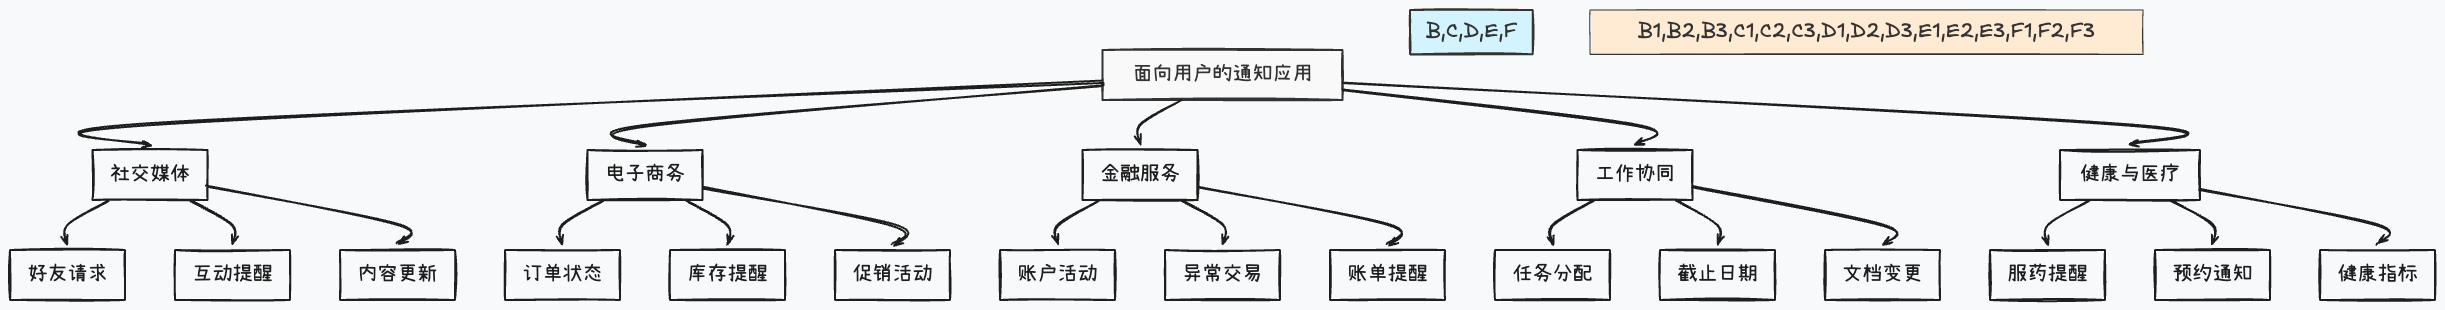 B,C,D,E,F
B1,B2,B3,C1,C2,C3,D1,D2,D3,E1,E2,E3,F1,F2,F3
面向用户的通知应用
社交媒体
电子商务
金融服务
工作协同
健康与医疗
好友请求
互动提醒
内容更新
订单状态
库存提醒
促销活动
账户活动
异常交易
账单提醒
任务分配
截止日期
文档变更
服药提醒
预约通知
健康指标